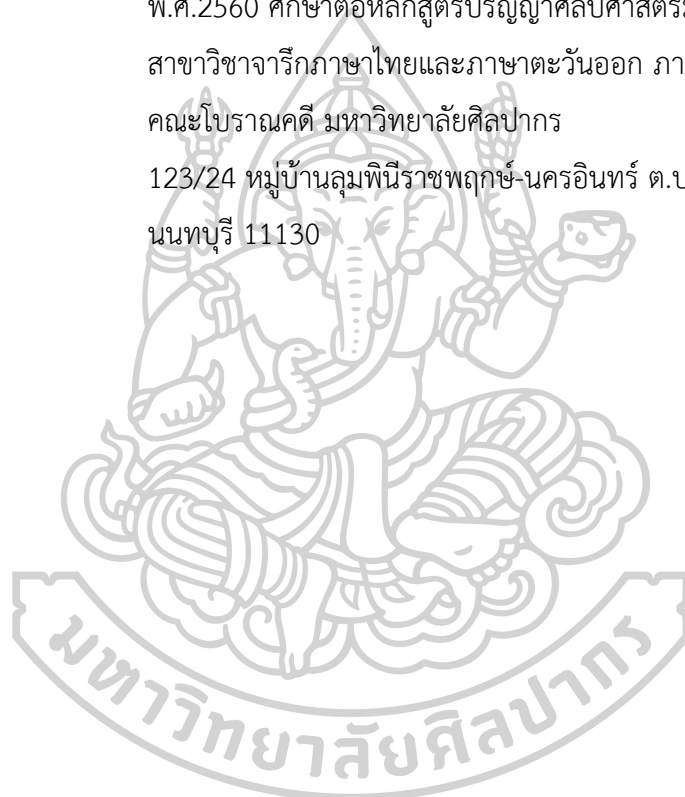 พ.ศ.2560 ศึกษาต่อหลักสูตรปริญญาศิลปศาสตร
สาขาวิชาจารึกภาษาไทยและภาษาตะวันออก ภา
คณะโบราณคดี มหาวิทยาลัยศิลปากร
123/24 หมู่บ้านลุมพินีราชพฤกษ์-นครอินทร์ ต.บ
นนทบุรี 11130
มหาวิทยาลัยศิลปากร